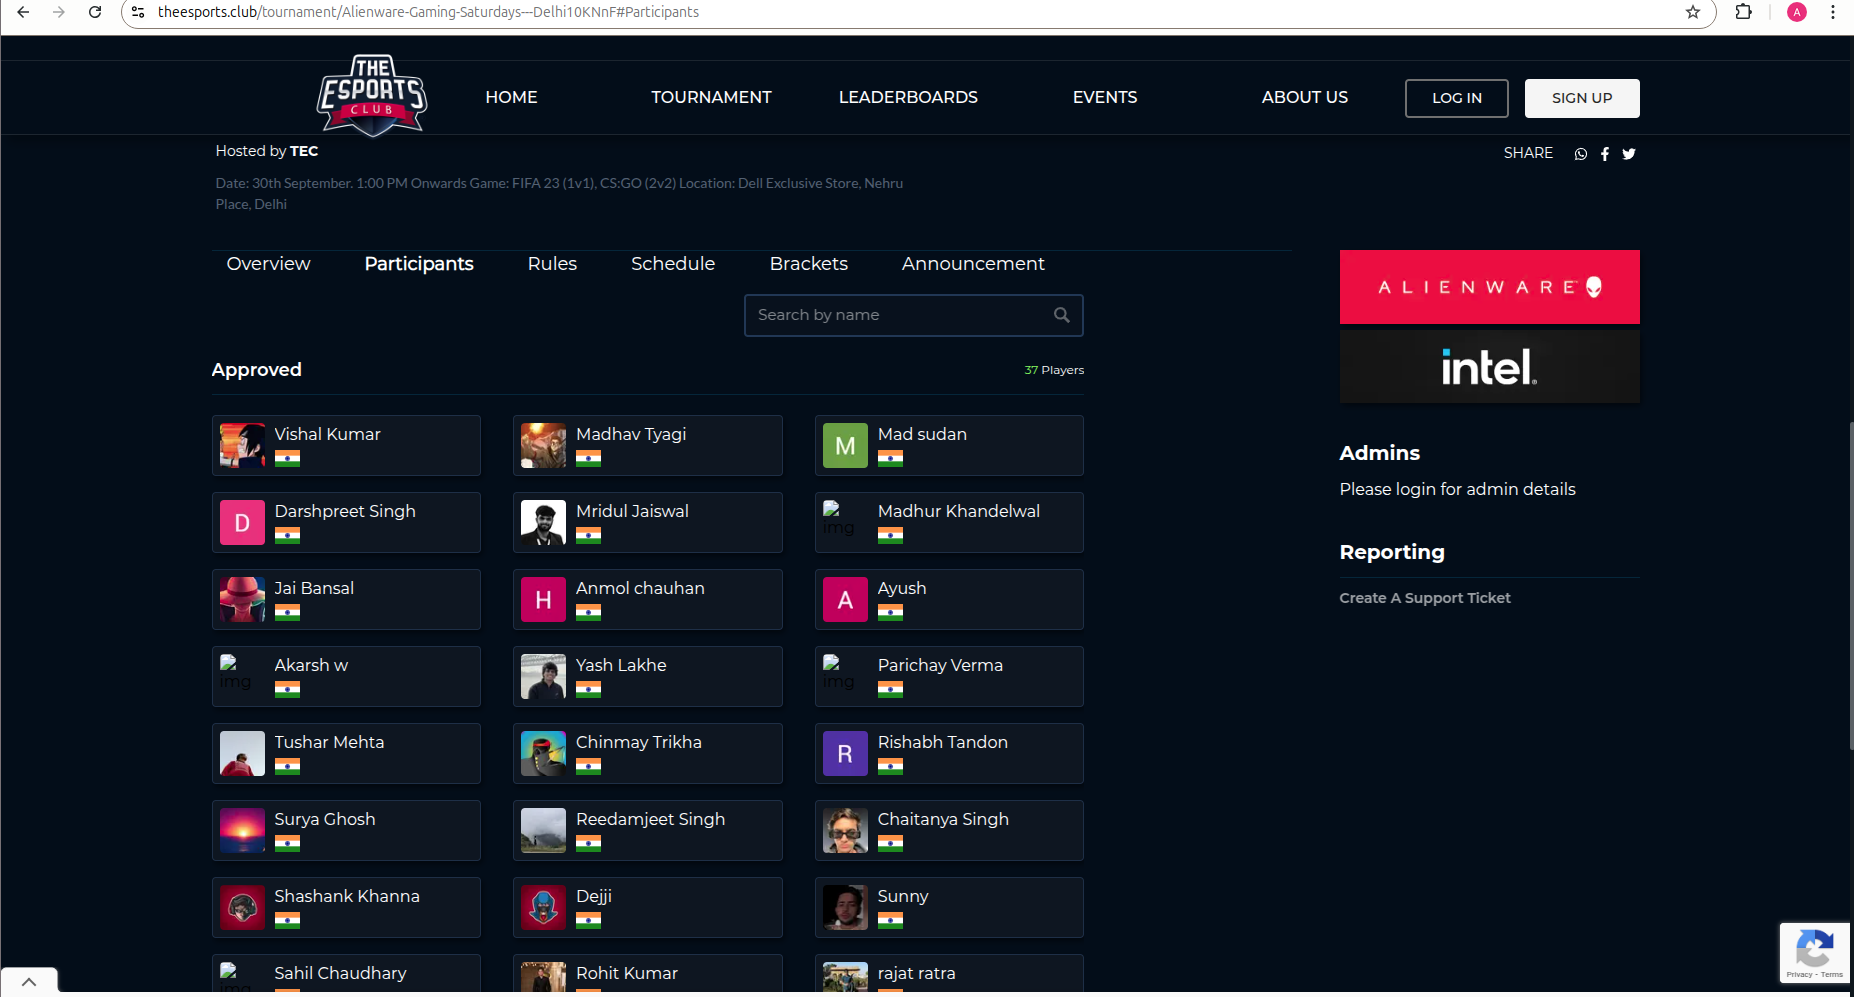 theesports.club/tournament/Alienware-Gaming-Saturdays---Delhi10KNnF#Participants
A
THE
ESPORTS
CLUB
HOME
TOURNAMENT
LEADERBOARDS
EVENTS
ABOUT US
LOG IN
SIGN UP
Hosted by TEC
SHARE
Date: 30th September. 1:00 PM Onwards Game: FIFA 23 (1v1), CS:GO (2v2) Location: Dell Exclusive Store, Nehru
Place, Delhi
Overview
Participants
Rules
Schedule
Brackets
Announcement
Search by name
Approved
37 Players
Vishal Kumar
Madhav Tyagi
M
Mad sudan
D
Darshpreet Singh
Mridul Jaiswal
img
Madhur Khandelwal
Jai Bansal
H
Anmol chauhan
A
Ayush
img
Akarsh w
Yash Lakhe
img
Parichay Verma
Tushar Mehta
Chinmay Trikha
R
Rishabh Tandon
Surya Ghosh
Reedamjeet Singh
Chaitanya Singh
Shashank Khanna
Dejji
Sunny
img
Sahil Chaudhary
Rohit Kumar
rajat ratra
ALIENWARE
intel.
Admins
Please login for admin details
Reporting
Create A Support Ticket
Privacy - Terms